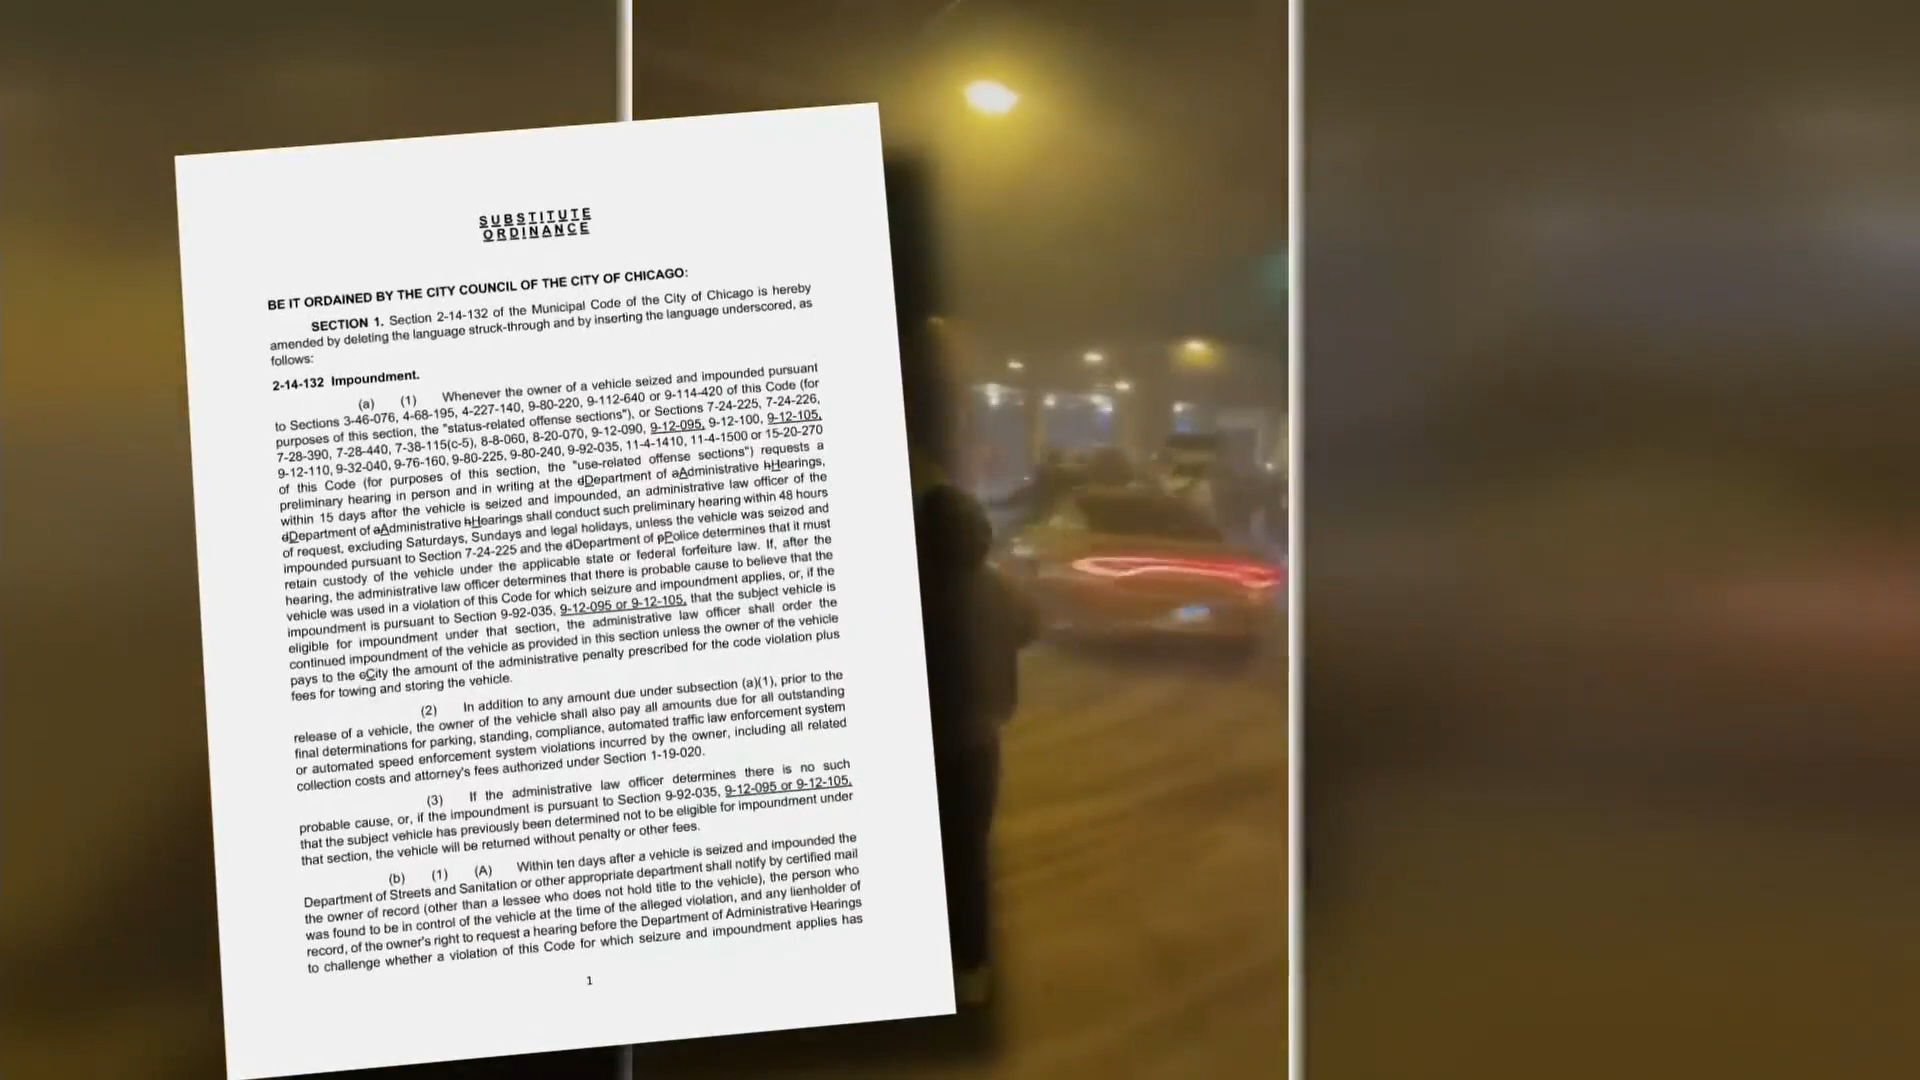 SUBSTITUTE
ORDINANCE
BE IT ORDAINED BY THE CITY COUNCIL OF THE CITY OF CHICAGO:
SECTION 1. Section 2-14-132 of the Municipal Code of the City of Chicago is hereby
amended by deleting the language struck-through and by inserting the language underscored, as
follows:
2-14-132 Impoundment.
(a) (1) Whenever the owner of a vehicle seized and impounded pursuant
to Sections 3-46-076, 4-68-195, 4-227-140, 9-80-220, 9-112-640 or 9-114-420 of this Code (for
purposes of this section, the "status-related offense sections"), or Sections 7-24-225, 7-24-226,
7-28-390, 7-28-440, 7-38-115(c-5), 8-8-060, 8-20-070, 9-12-090, 9-12-095, 9-12-100, 9-12-105,
9-12-110, 9-32-040, 9-76-160, 9-80-225, 9-80-240, 9-92-035, 11-4-1410, 11-4-1500 or 15-20-270
of this Code (for purposes of this section, the "use-related offense sections") requests a
preliminary hearing in person and in writing at the dDepartment of aAdministrative hHearings,
within 15 days after the vehicle is seized and impounded, an administrative law officer of the
dDepartment of aAdministrative hHearings shall conduct such preliminary hearing within 48 hours
of request, excluding Saturdays, Sundays and legal holidays, unless the vehicle was seized and
impounded pursuant to Section 7-24-225 and the dDepartment of pPolice determines that it must
retain custody of the vehicle under the applicable state or federal forfeiture law. If, after the
hearing, the administrative law officer determines that there is probable cause to believe that the
vehicle was used in a violation of this Code for which seizure and impoundment applies, or, if the
impoundment is pursuant to Section 9-92-035, 9-12-095 or 9-12-105, that the subject vehicle is
eligible for impoundment under that section, the administrative law officer shall order the
continued impoundment of the vehicle as provided in this section unless the owner of the vehicle
pays to the cCity the amount of the administrative penalty prescribed for the code violation plus
fees for towing and storing the vehicle.
(2) In addition to any amount due under subsection (a)(1), prior to the
release of a vehicle, the owner of the vehicle shall also pay all amounts due for all outstanding
final determinations for parking, standing, compliance, automated traffic law enforcement system
or automated speed enforcement system violations incurred by the owner, including all related
collection costs and attorney's fees authorized under Section 1-19-020.
(3) If the administrative law officer determines there is no such
probable cause, or, if the impoundment is pursuant to Section 9-92-035, 9-12-095 or 9-12-105,
that the subject vehicle has previously been determined not to be eligible for impoundment under
that section, the vehicle will be returned without penalty or other fees.
(b) (1) (A) Within ten days after a vehicle is seized and impounded the
Department of Streets and Sanitation or other appropriate department shall notify by certified mail
the owner of record (other than a lessee who does not hold title to the vehicle), the person who
was found to be in control of the vehicle at the time of the alleged violation, and any lienholder of
record, of the owner's right to request a hearing before the Department of Administrative Hearings
to challenge whether a violation of this Code for which seizure and impoundment applies has
1